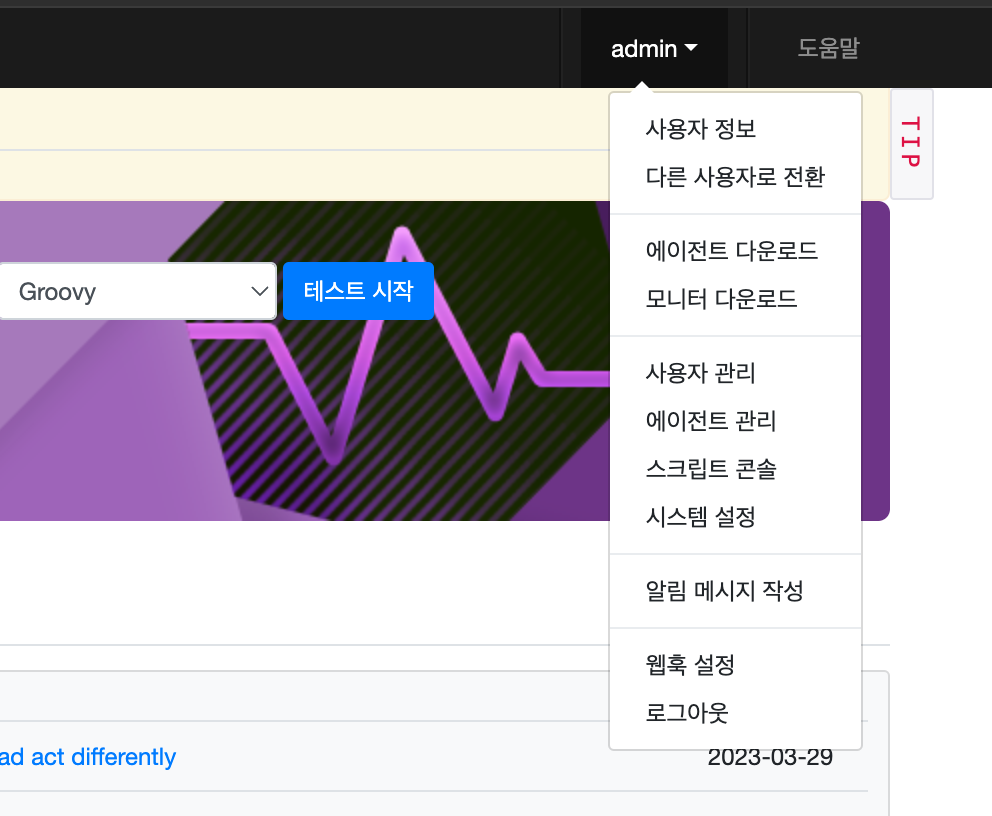 admin
도움말
사용자 정보
다른 사용자로 전환
에이전트 다운로드
모니터 다운로드
사용자 관리
에이전트 관리
스크립트 콘솔
시스템 설정
알림 메시지 작성
웹훅 설정
로그아웃
TIP
Groovy
테스트 시작
ad act differently
2023-03-29